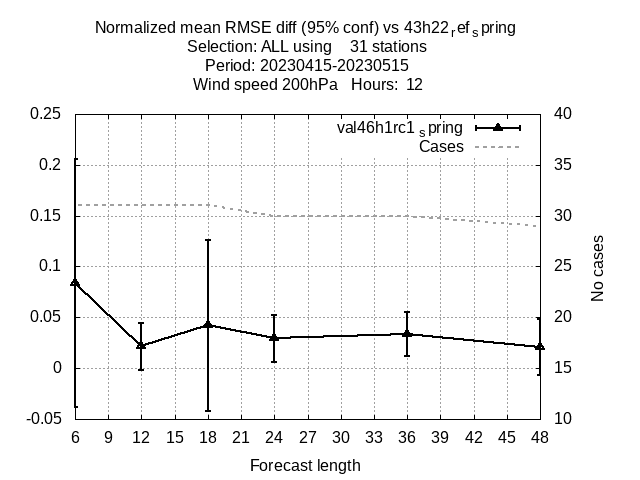 Normalized mean RMSE diff (95% conf) vs 43h22refspring
Selection: ALL using 31 stations
Period: 20230415-20230515
Wind speed 200hPa Hours: 12
0.25 40
val46h1rc1spring
Cases
0.2 35
0.15 30
0.1 25
0.05 20
0 15
-0.05 10
No cases
6 9 12 15 18 21 24 27 30 33 36 39 42 45 48
Forecast length